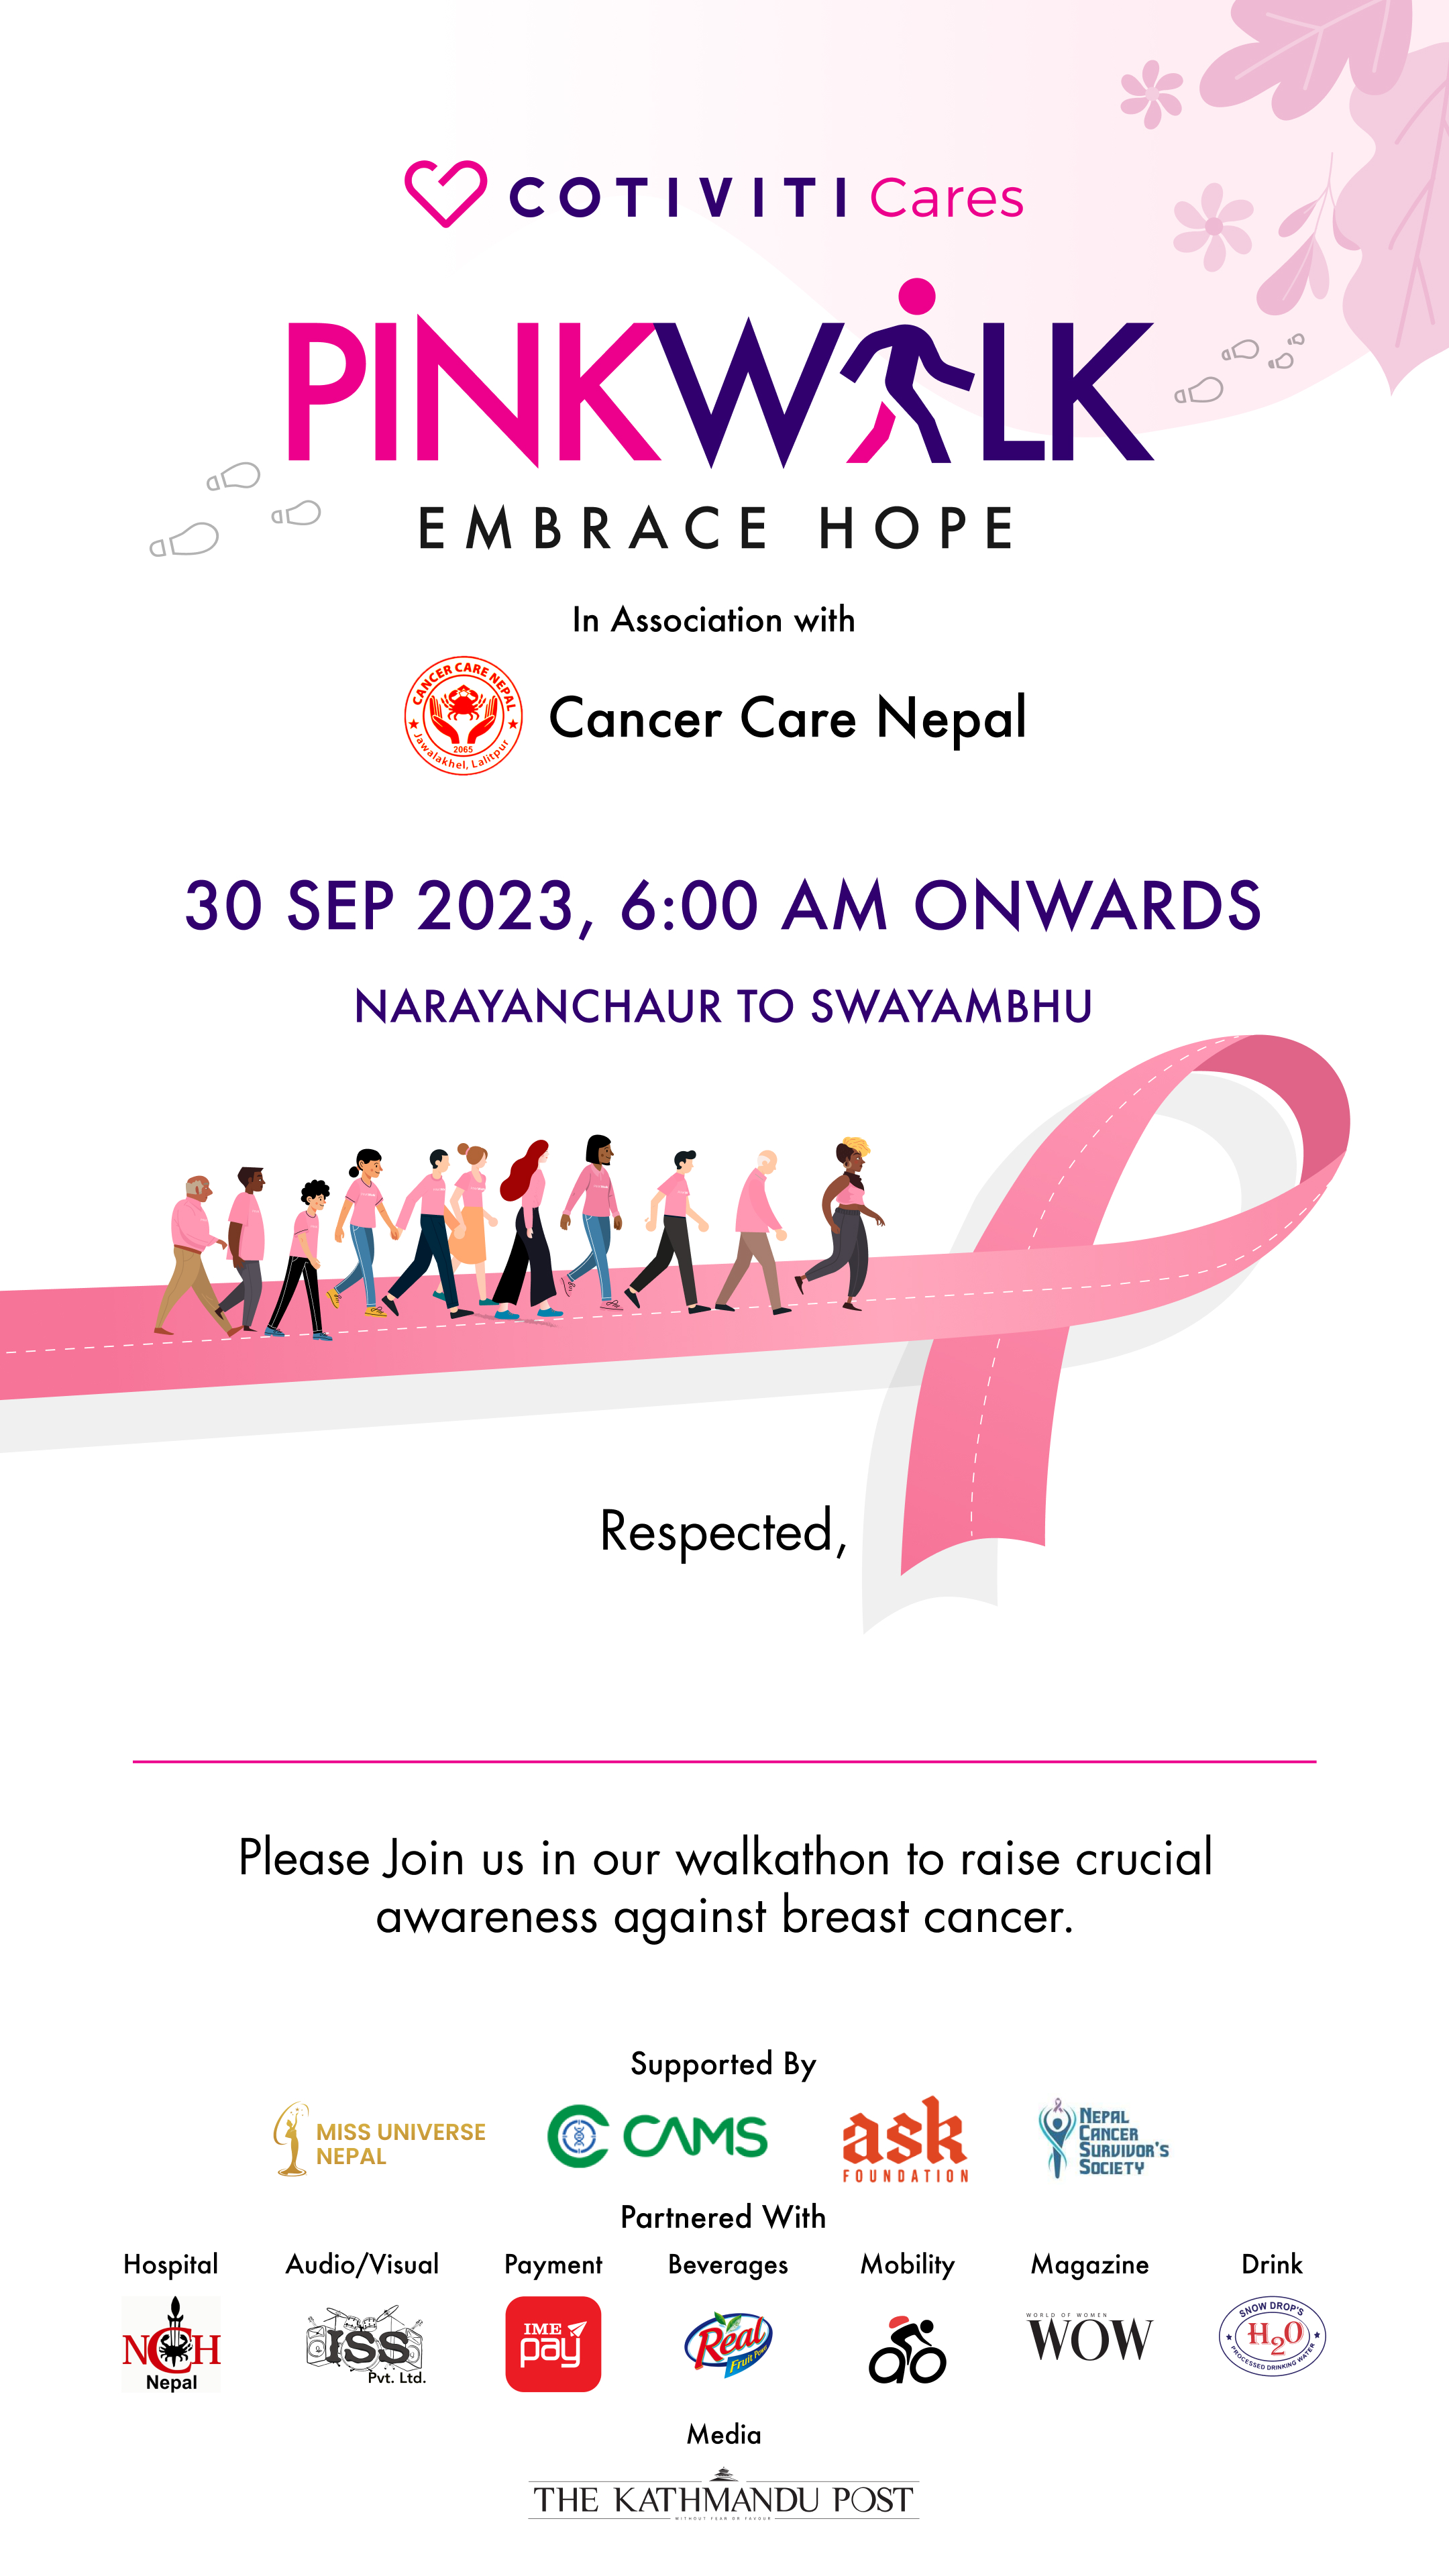 COTIVITI Cares
PINKWALK
EMBRACE HOPE
In Association with
CANCER CARE NEPAL
2065
Jawalakhel, Lalitpur
Cancer Care Nepal
30 SEP 2023, 6:00 AM ONWARDS
NARAYANCHAUR TO SWAYAMBHU
Respected,
Please Join us in our walkathon to raise crucial
awareness against breast cancer.
Supported By
MISS UNIVERSE
NEPAL
CAMS
ask
FOUNDATION
NEPAL
CANCER
SURVIVOR'S
SOCIETY
Partnered With
Hospital Audio/Visual Payment Beverages Mobility Magazine Drink
NCH
Nepal
ISS
Pvt. Ltd.
IME
pay
Real
Fruit Power
WORLD OF WOMEN
WOW
SNOW DROP'S
H2O
PROCESSED DRINKING WATER
Media
THE KATHMANDU POST
WITHOUT FEAR OR FAVOUR